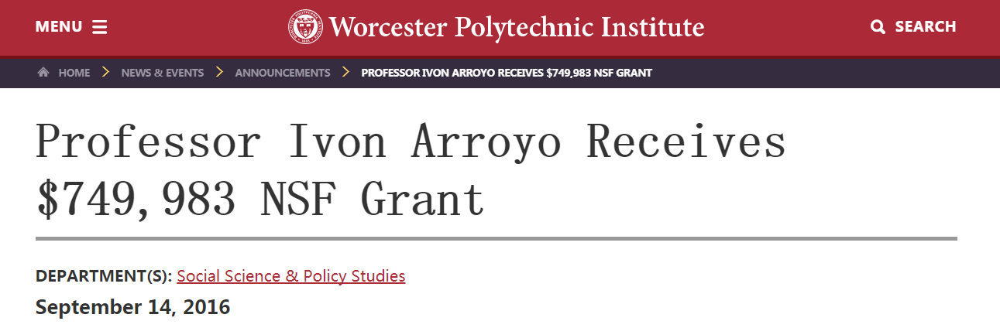 MENU Worcester Polytechnic Institute SEARCH
HOME NEWS & EVENTS ANNOUNCEMENTS PROFESSOR IVON ARROYO RECEIVES $749,983 NSF GRANT
Professor Ivon Arroyo Receives
$749,983 NSF Grant
DEPARTMENT(S): Social Science & Policy Studies
September 14, 2016